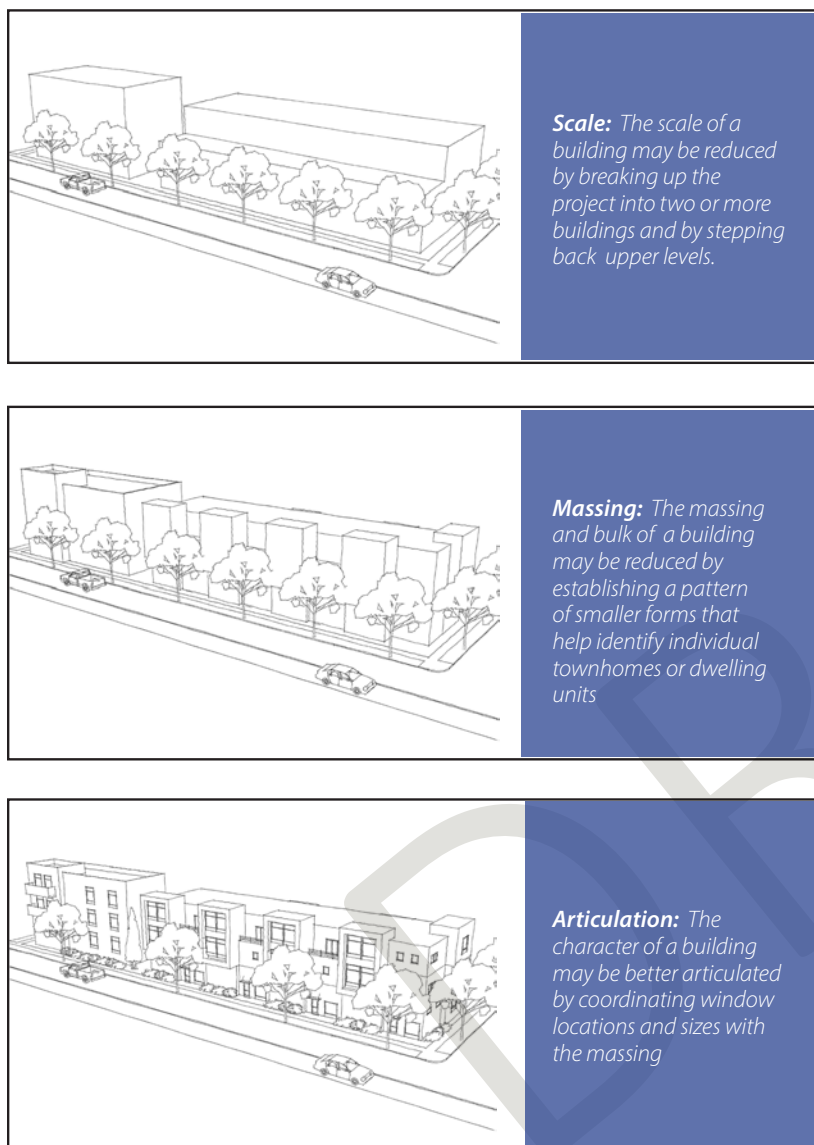 Scale: The scale of a
building may be reduced
by breaking up the
project into two or more
buildings and by stepping
back upper levels.
Massing: The massing
and bulk of a building
may be reduced by
establishing a pattern
of smaller forms that
help identify individual
townhomes or dwelling
units
Articulation: The
character of a building
may be better articulated
by coordinating window
locations and sizes with
the massing
DR